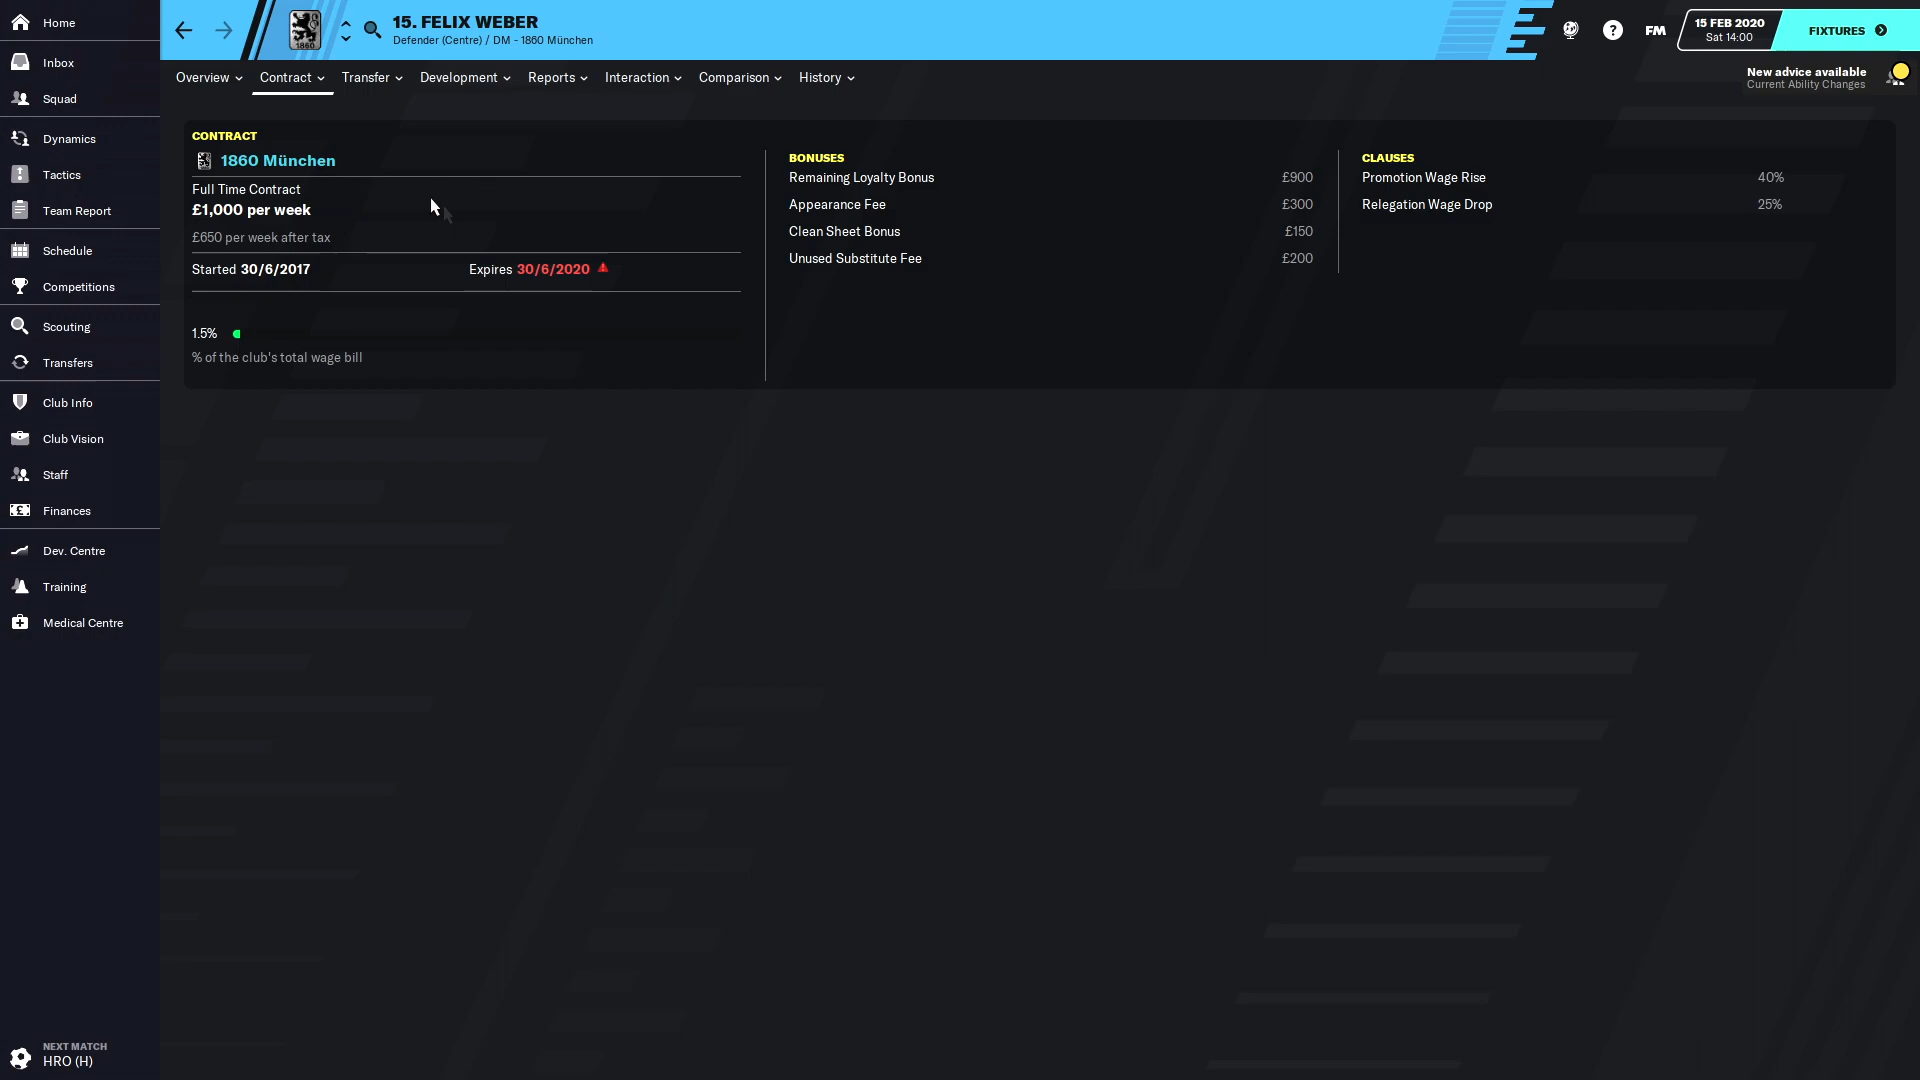 Home
Inbox
Squad
Dynamics
Tactics
Team Report
Schedule
Competitions
Scouting
Transfers
Club Info
Club Vision
Staff
Finances
Dev. Centre
Training
Medical Centre
NEXT MATCH
HRO (H)
1860
15. FELIX WEBER
Defender (Centre) / DM - 1860 München
?
FM
15 FEB 2020
Sat 14:00
FIXTURES
Overview
Contract
Transfer
Development
Reports
Interaction
Comparison
History
New advice available
Current Ability Changes
CONTRACT
1860 München
Full Time Contract
£1,000 per week
£650 per week after tax
Started 30/6/2017
Expires 30/6/2020
1.5%
% of the club's total wage bill
BONUSES
Remaining Loyalty Bonus £900
Appearance Fee £300
Clean Sheet Bonus £150
Unused Substitute Fee £200
CLAUSES
Promotion Wage Rise 40%
Relegation Wage Drop 25%